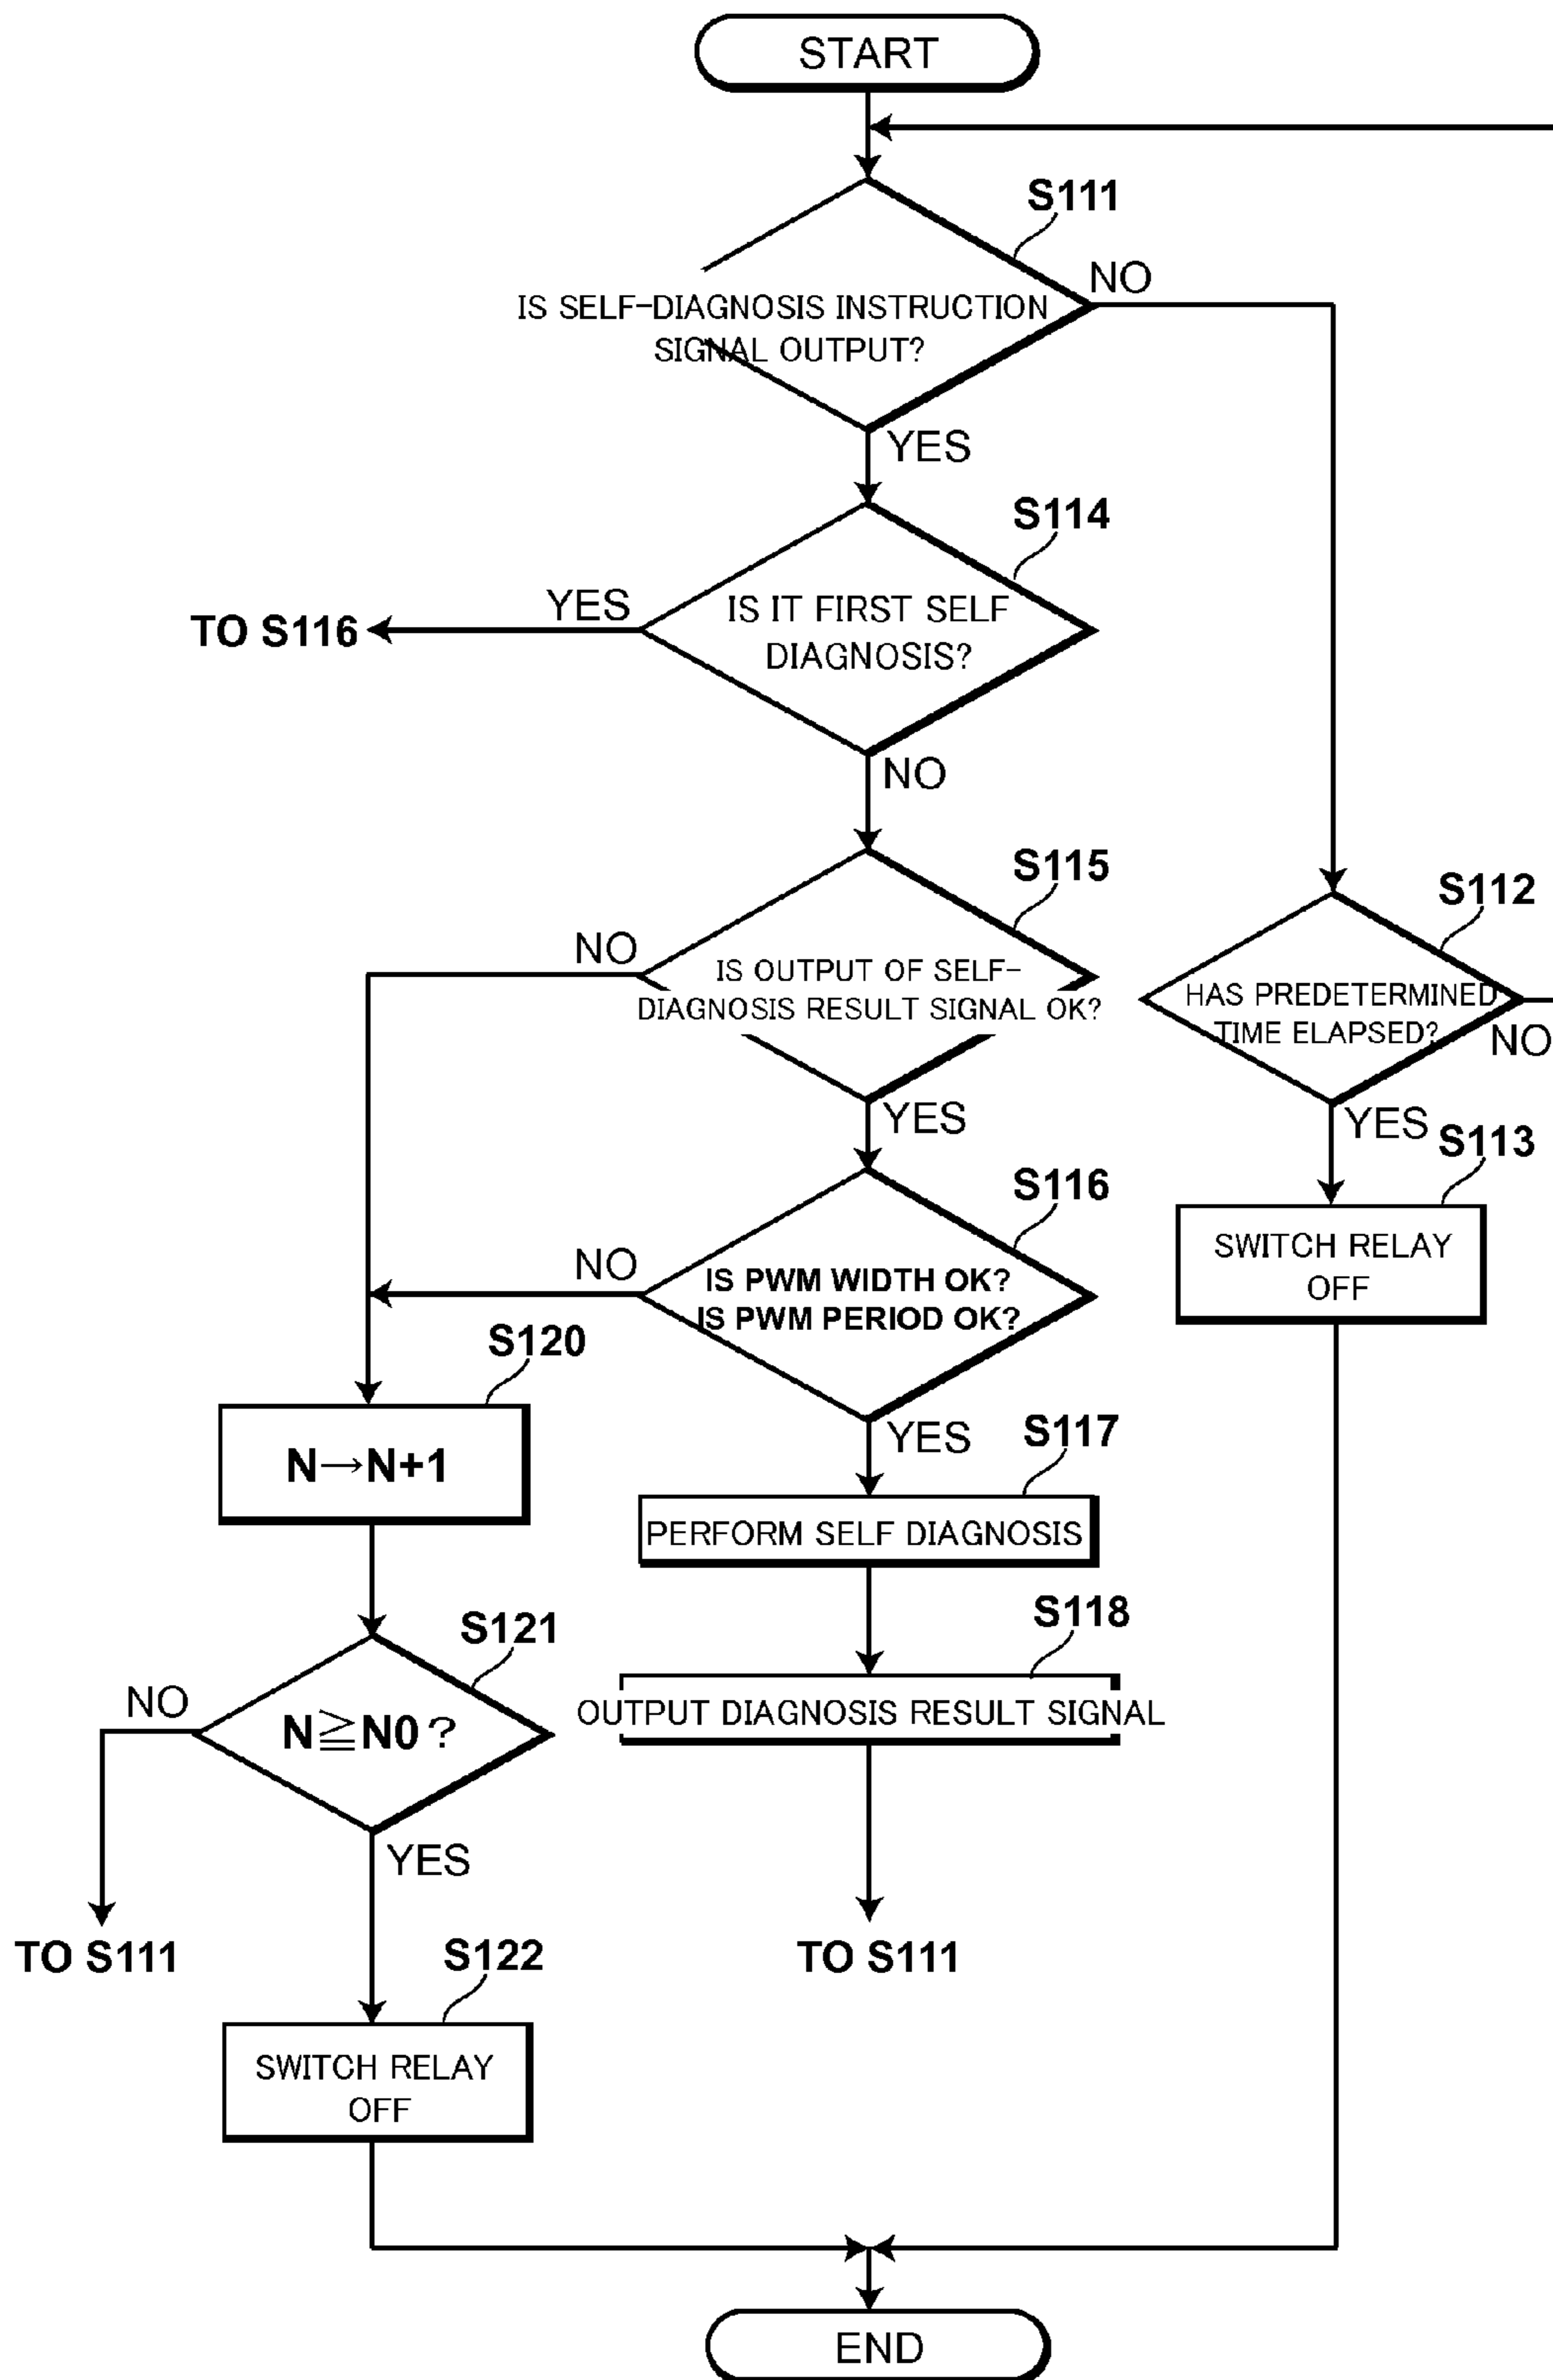 START
S111
NO
IS SELF-DIAGNOSIS INSTRUCTION
SIGNAL OUTPUT?
YES
S114
YES
TO S116
IS IT FIRST SELF
DIAGNOSIS?
NO
S115
NO
IS OUTPUT OF SELF-
DIAGNOSIS RESULT SIGNAL OK?
YES
S112
HAS PREDETERMINED
TIME ELAPSED?
NO
YES
S113
SWITCH RELAY
OFF
S116
NO
IS PWM WIDTH OK?
IS PWM PERIOD OK?
YES
S120
N→N+1
S117
PERFORM SELF DIAGNOSIS
S118
OUTPUT DIAGNOSIS RESULT SIGNAL
TO S111
S121
NO
N≧N0?
YES
TO S111
S122
SWITCH RELAY
OFF
END